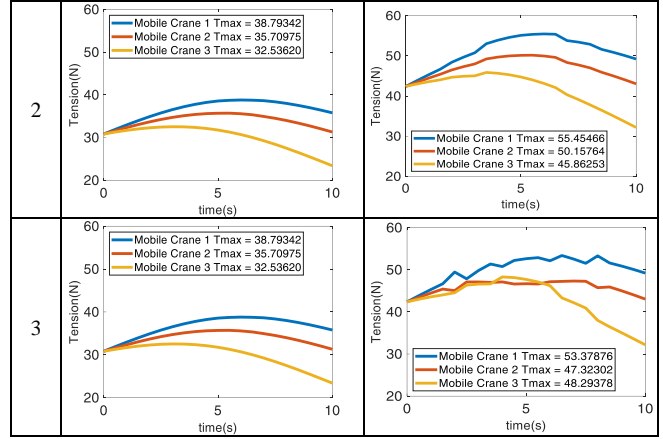 2
60
50
40
30
20
Tension(N)
Mobile Crane 1 Tmax = 38.79342
Mobile Crane 2 Tmax = 35.70975
Mobile Crane 3 Tmax = 32.53620
0 5 10
time(s)
60
50
40
30
20
Tension(N)
Mobile Crane 1 Tmax = 55.45466
Mobile Crane 2 Tmax = 50.15764
Mobile Crane 3 Tmax = 45.86253
0 5 10
time(s)
3
60
50
40
30
20
Tension(N)
Mobile Crane 1 Tmax = 38.79342
Mobile Crane 2 Tmax = 35.70975
Mobile Crane 3 Tmax = 32.53620
0 5 10
time(s)
60
50
40
30
20
Tension(N)
Mobile Crane 1 Tmax = 53.37876
Mobile Crane 2 Tmax = 47.32302
Mobile Crane 3 Tmax = 48.29378
0 5 10
time(s)